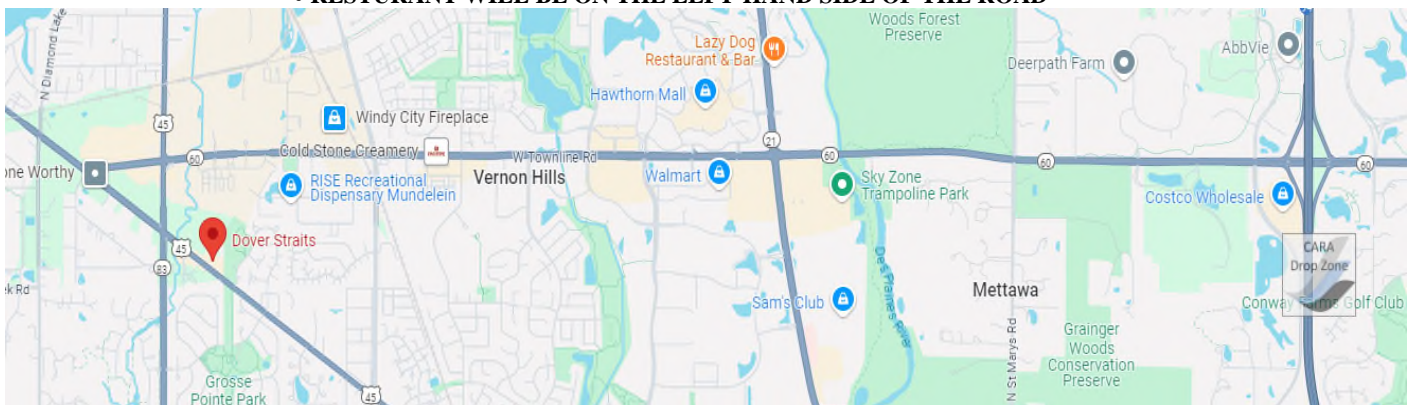 • RESTURANT WILL BE ON THE LEFT HAND SIDE OF THE ROAD
N Diamond Lake
Woods Forest
Preserve
Lazy Dog
Restaurant & Bar
AbbVie
Deerpath Farm
Hawthorn Mall
45
Windy City Fireplace
21
Cold Stone Creamery
60
W Townline Rd
60
60
60
one Worthy
RISE Recreational
Dispensary Mundelein
Vernon Hills
Walmart
Sky Zone
Trampoline Park
Costco Wholesale
45
Dover Straits
83
CARA
Drop Zone
Des Plaines River
ek Rd
Sam's Club
Mettawa
Conway Farms Golf Club
N St Marys Rd
Grainger
Woods
Conservation
Preserve
Grosse
Pointe Park
45